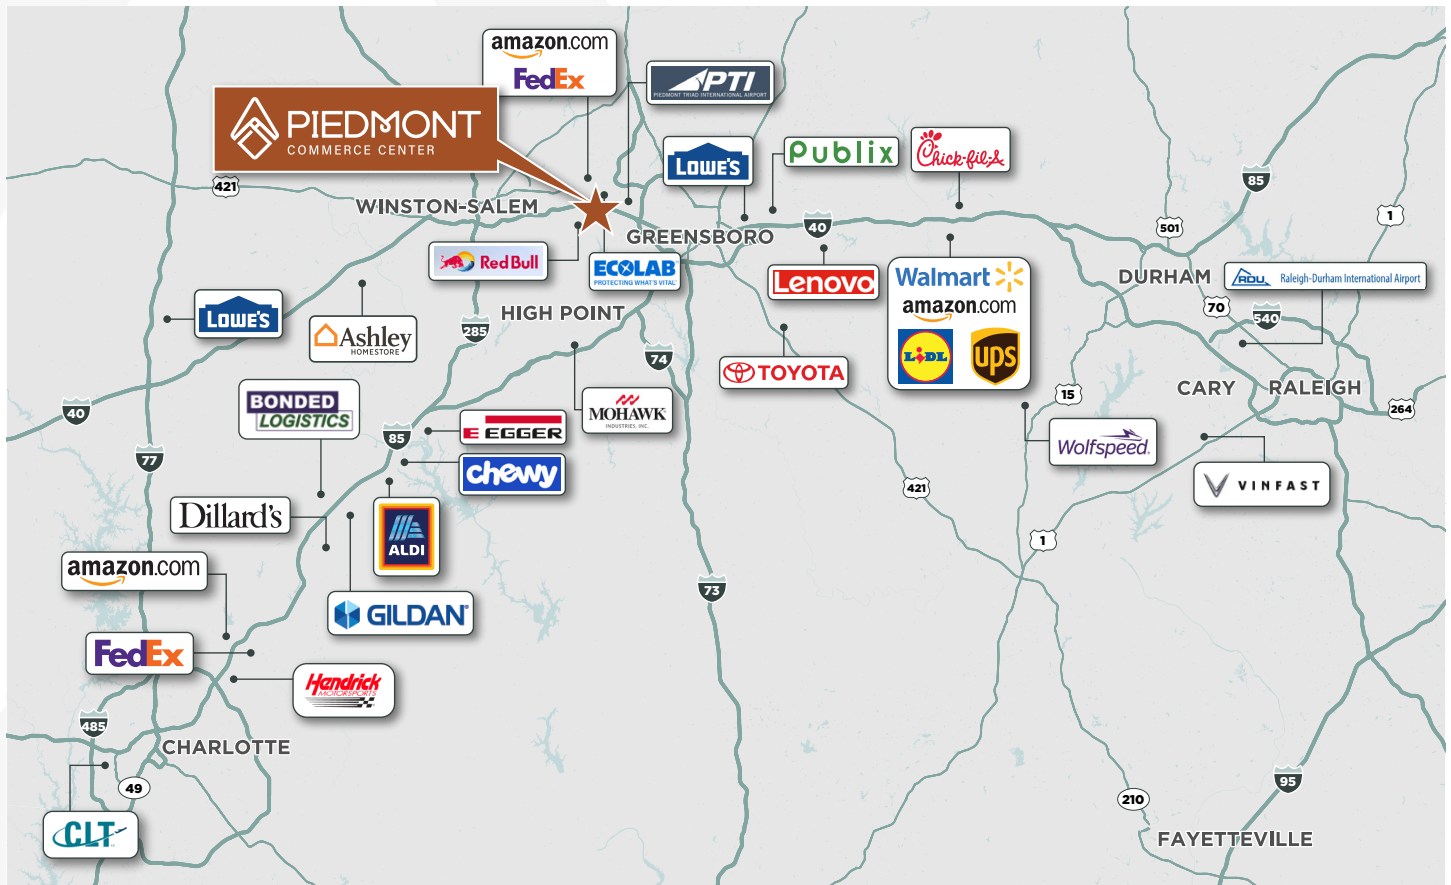 amazon.com
FedEx
PTI
PIEDMONT TRIAD INTERNATIONAL AIRPORT
PIEDMONT
COMMERCE CENTER
LOWE'S
Publix
Chick-fil-A
421
WINSTON-SALEM
85
1
501
40
GREENSBORO
Red Bull
ECOLAB
PROTECTING WHAT'S VITAL
Lenovo
Walmart
amazon.com
LIDL
ups
DURHAM
RDU
Raleigh-Durham International Airport
70
540
LOWE'S
Ashley
HOMESTORE
285
HIGH POINT
74
TOYOTA
CARY
RALEIGH
15
264
40
BONDED
LOGISTICS
MOHAWK
INDUSTRIES, INC.
85
E EGGER
chewy
77
Wolfspeed
VINFAST
421
Dillard's
ALDI
1
amazon.com
73
GILDAN
FedEx
Hendrick
MOTORSPORTS
485
CHARLOTTE
49
95
210
CLT
FAYETTEVILLE